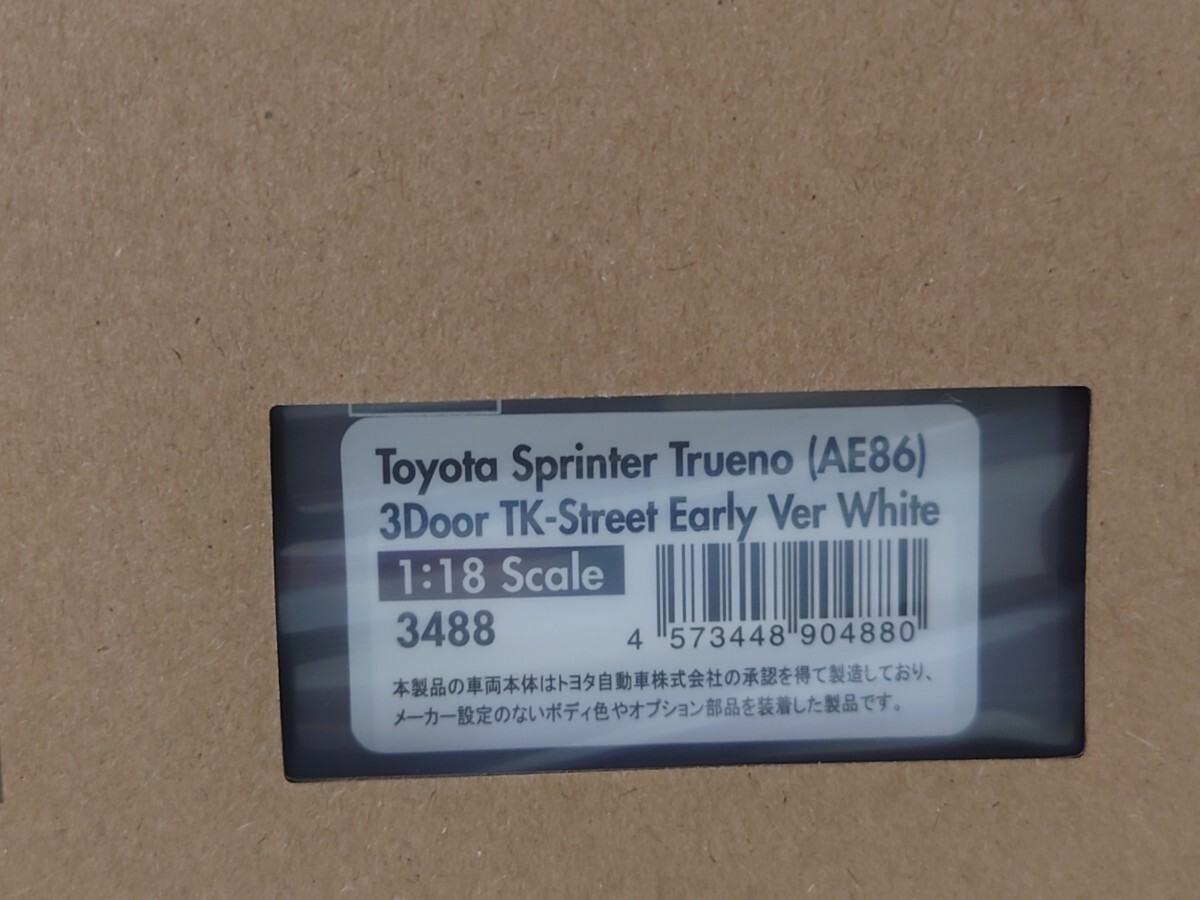 Toyota Sprinter Trueno (AE86)
3Door TK-Street Early Ver White
1:18 Scale
3488
4 573448 904880
本製品の車両本体はトヨタ自動車株式会社の承認を得て製造しており、
メーカー設定のないボディ色やオプション部品を装着した製品です。